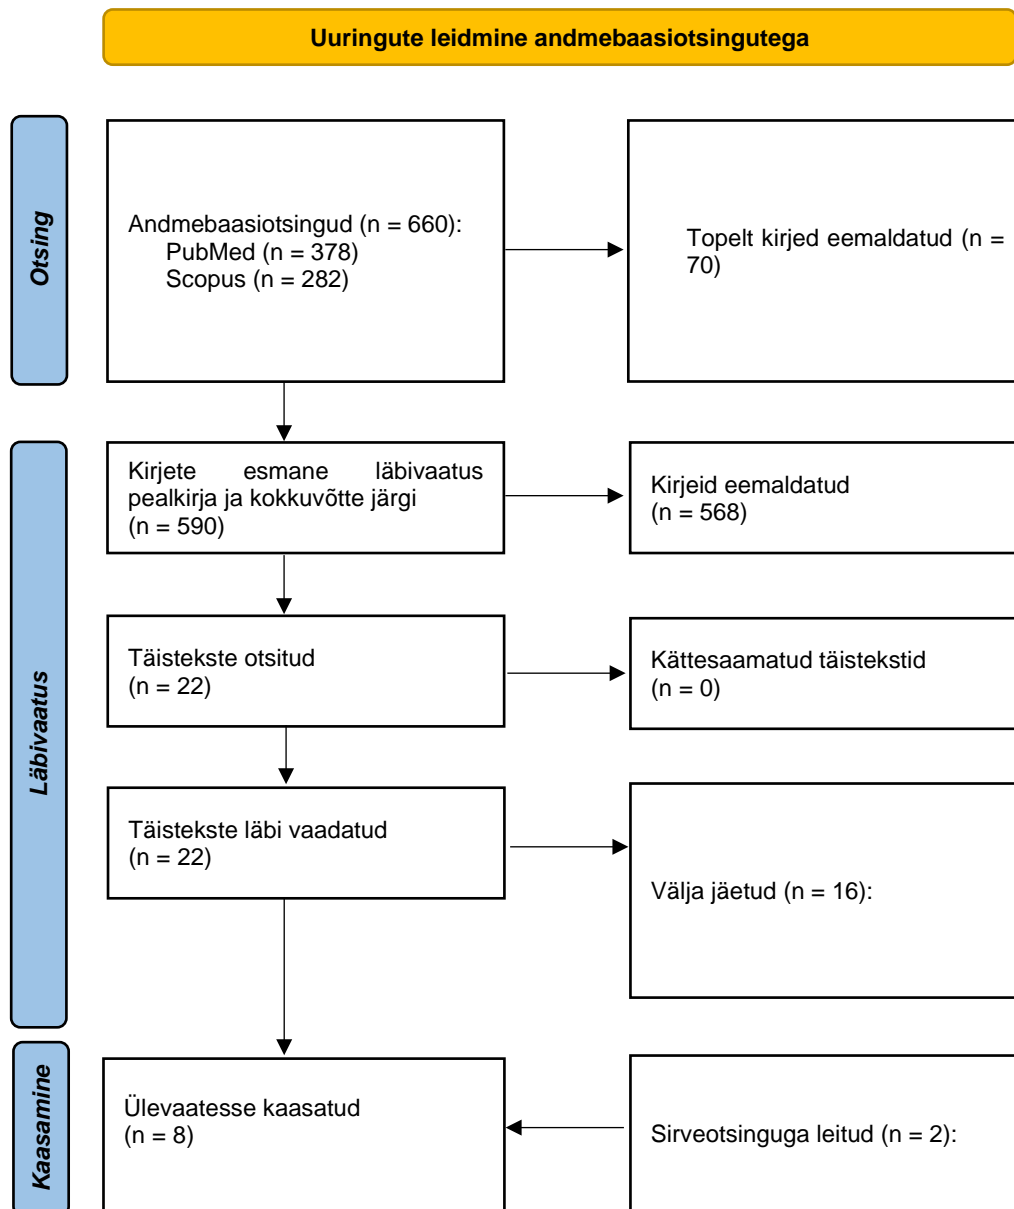 Uuringute leidmine andmebaasiotsingutega
Otsing
Andmebaasiotsingud (n = 660):
PubMed (n = 378)
Scopus (n = 282)
Topelt kirjed eemaldatud (n =
70)
Läbivaatus
Kirjete esmane läbivaatus
pealkirja ja kokkuvõtte järgi
(n = 590)
Kirjeid eemaldatud
(n = 568)
Täistekste otsitud
(n = 22)
Kättesaamatud täistekstid
(n = 0)
Täistekste läbi vaadatud
(n = 22)
Välja jäetud (n = 16):
Kaasamine
Ülevaatesse kaasatud
(n = 8)
Sirveotsinguga leitud (n = 2):